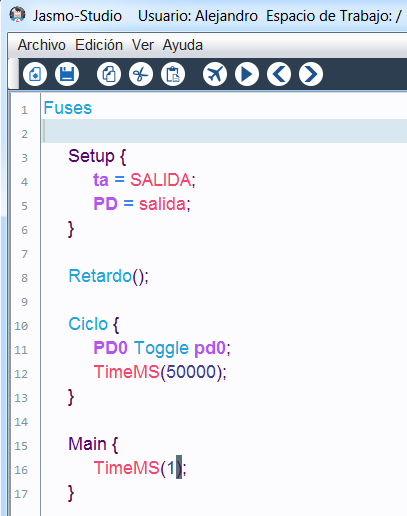 Jasmo-Studio Usuario: Alejandro Espacio de Trabajo: /
Archivo Edición Ver Ayuda
1 Fuses
2
3 Setup {
4 ta = SALIDA;
5 PD = salida;
6 }
7
8 Retardo();
9
10 Ciclo {
11 PD0 Toggle pd0;
12 TimeMS(50000);
13 }
14
15 Main {
16 TimeMS(1);
17 }